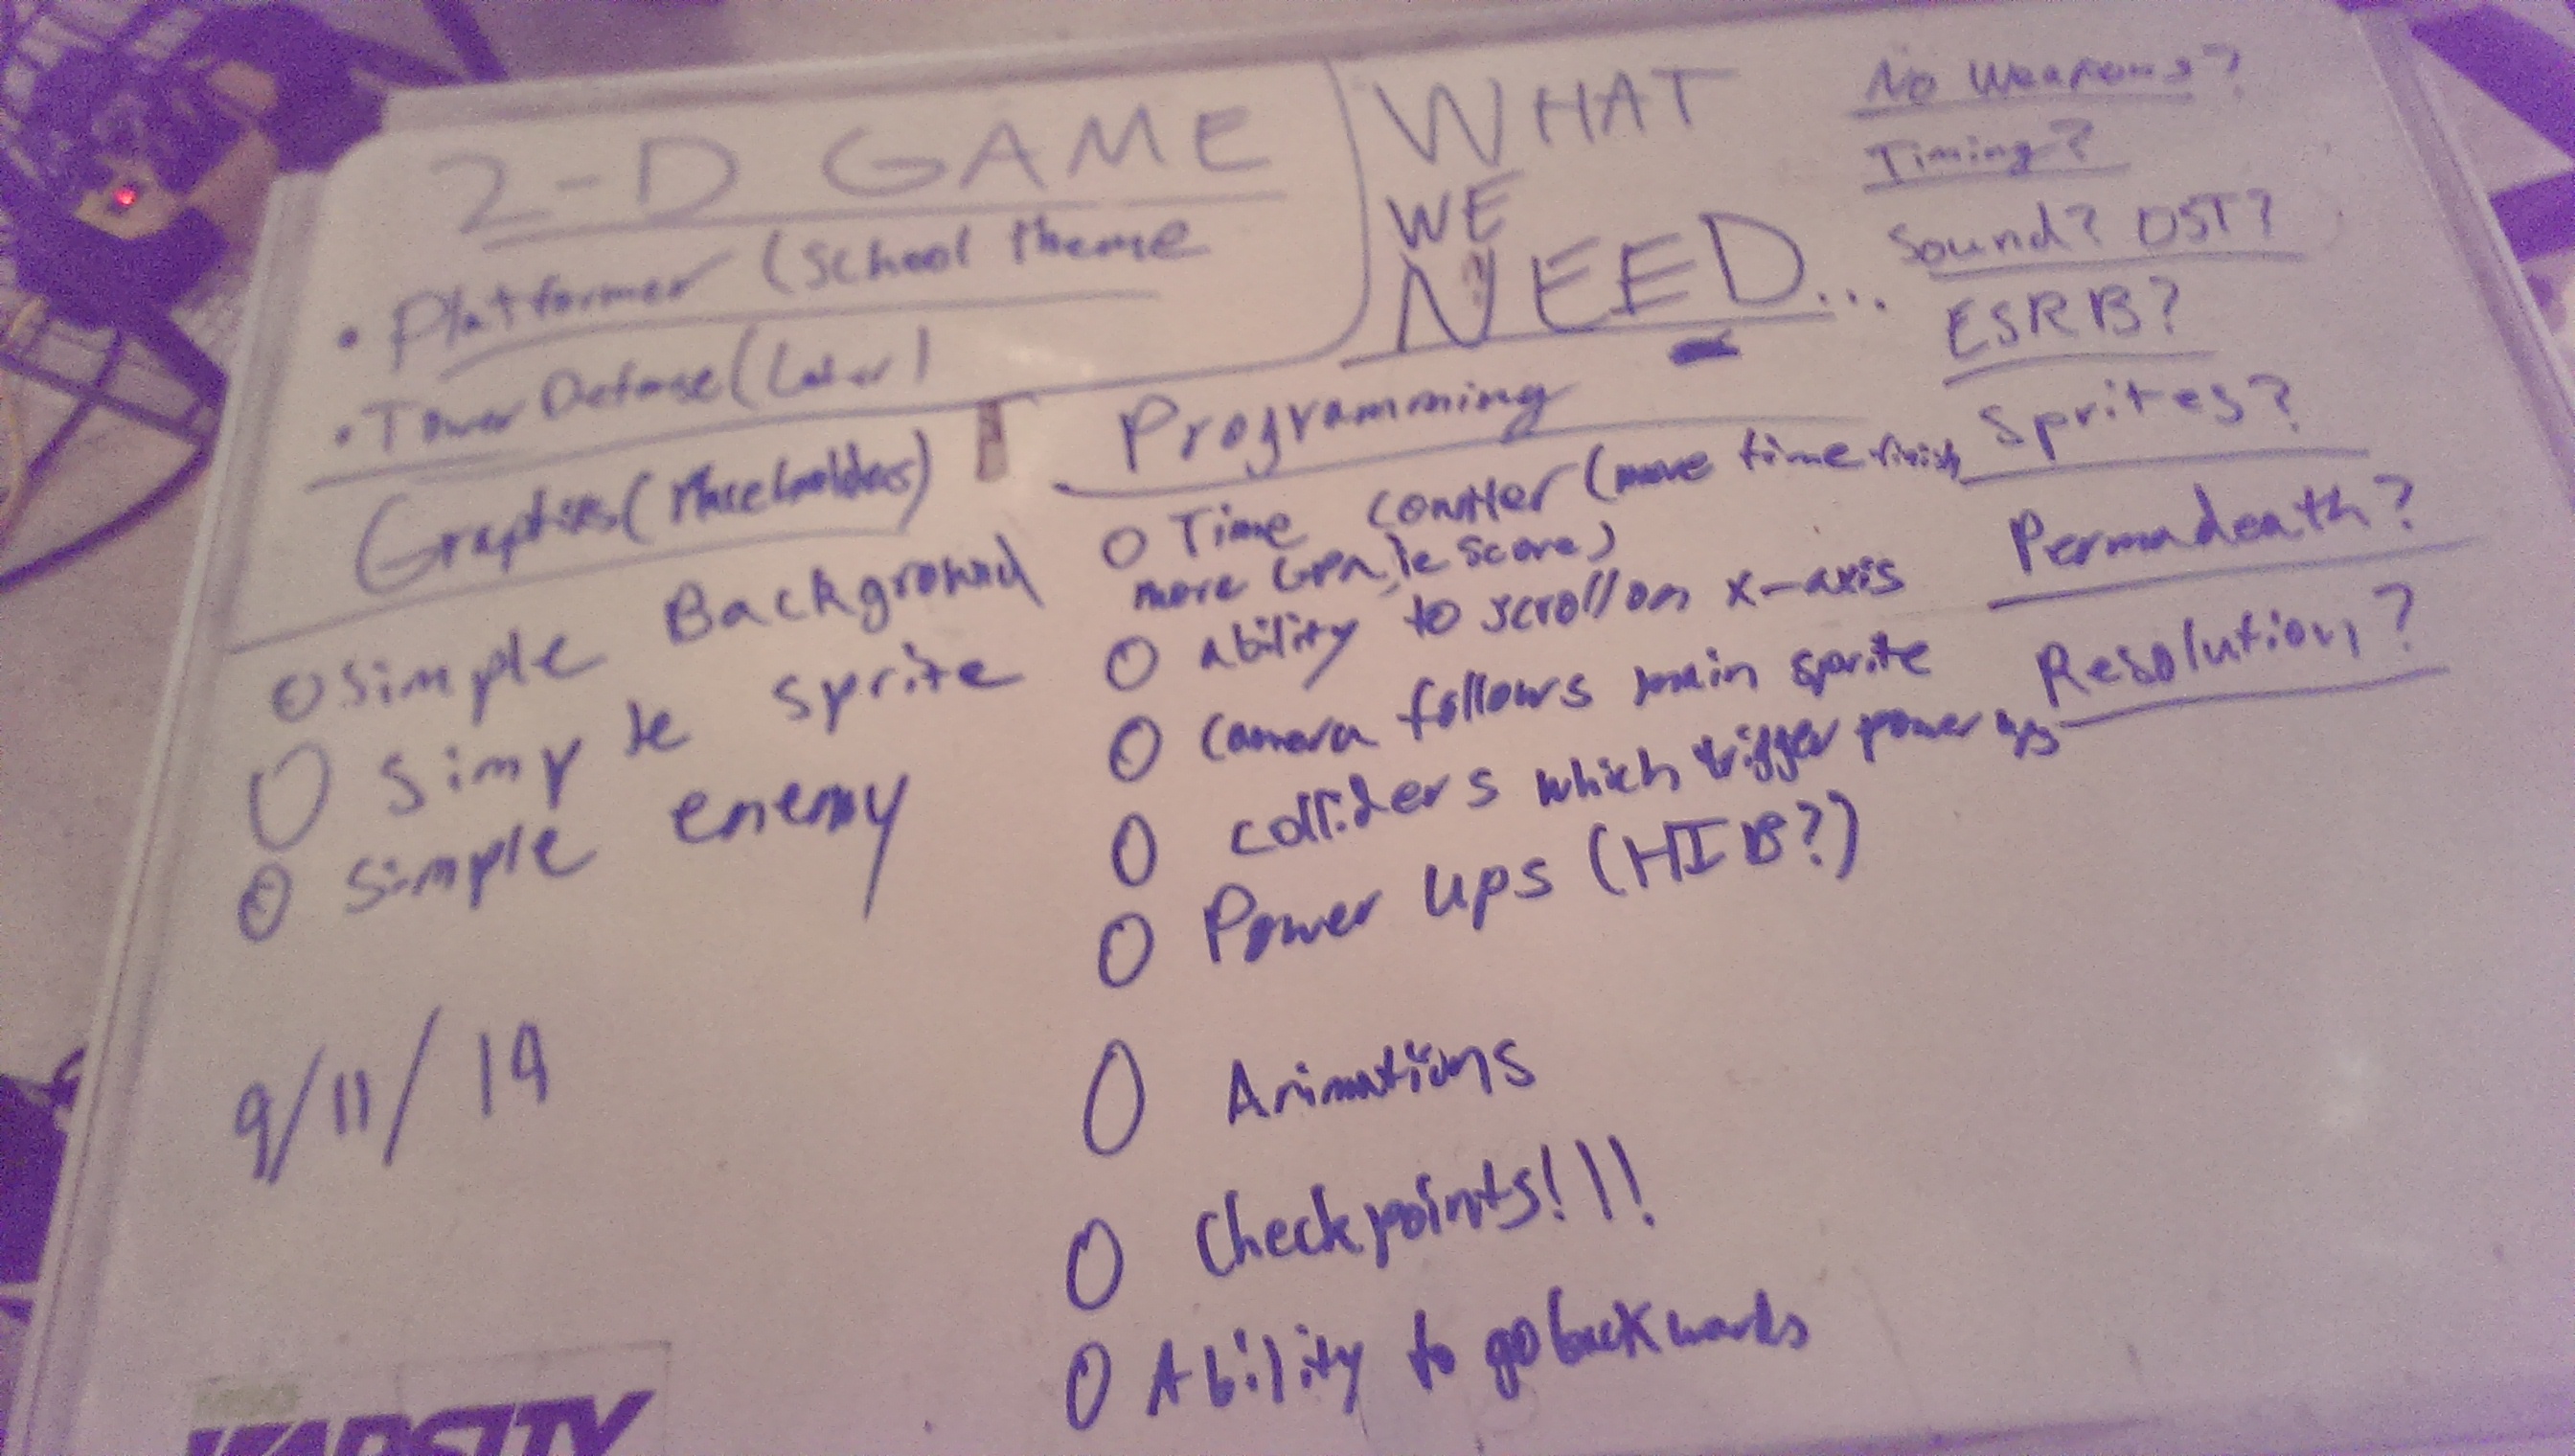 2-D GAME
• Platformer (School theme
• Tower Defense (Later)
WHAT
WE
NEED...
No Weapons?
Timing?
Sound? OST?
ESRB?
Sprites?
Permadeath?
Resolution?
Graphics (Placeholders)
O Simple Background
O Simple sprite
O Simple enemy
9/11/19
Programming
O Time counter (more time finish
more GPA, score)
O ability to scroll on x-axis
O Camera follows main sprite
O colliders which trigger power ups
O Power ups (HIB?)
O Animations
O Checkpoints!!!
O Ability to go backwards
VARSITY